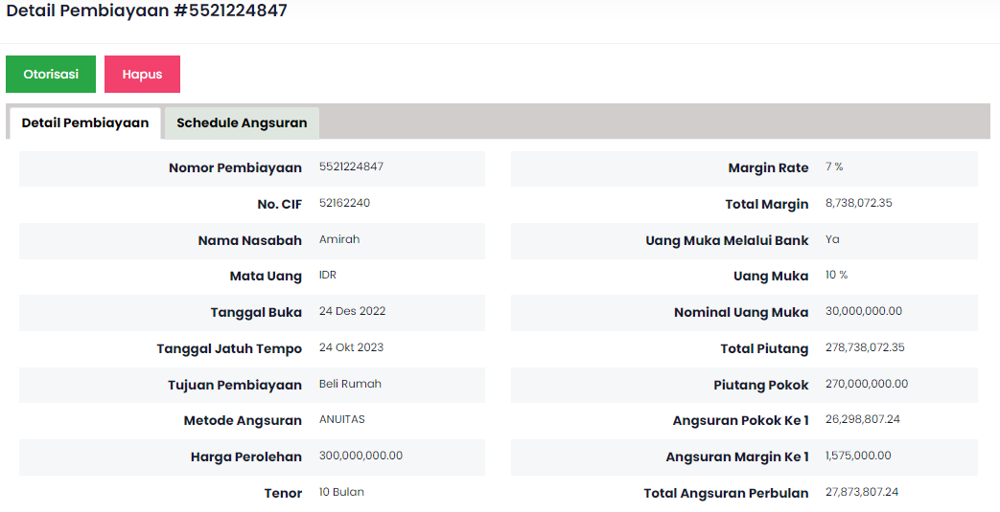 Detail Pembiayaan #5521224847
Otorisasi Hapus
Detail Pembiayaan Schedule Angsuran
Nomor Pembiayaan 5521224847
No. CIF 52162240
Nama Nasabah Amirah
Mata Uang IDR
Tanggal Buka 24 Des 2022
Tanggal Jatuh Tempo 24 Okt 2023
Tujuan Pembiayaan Beli Rumah
Metode Angsuran ANUITAS
Harga Perolehan 300,000,000.00
Tenor 10 Bulan
Margin Rate 7 %
Total Margin 8,738,072.35
Uang Muka Melalui Bank Ya
Uang Muka 10 %
Nominal Uang Muka 30,000,000.00
Total Piutang 278,738,072.35
Piutang Pokok 270,000,000.00
Angsuran Pokok Ke 1 26,298,807.24
Angsuran Margin Ke 1 1,575,000.00
Total Angsuran Perbulan 27,873,807.24